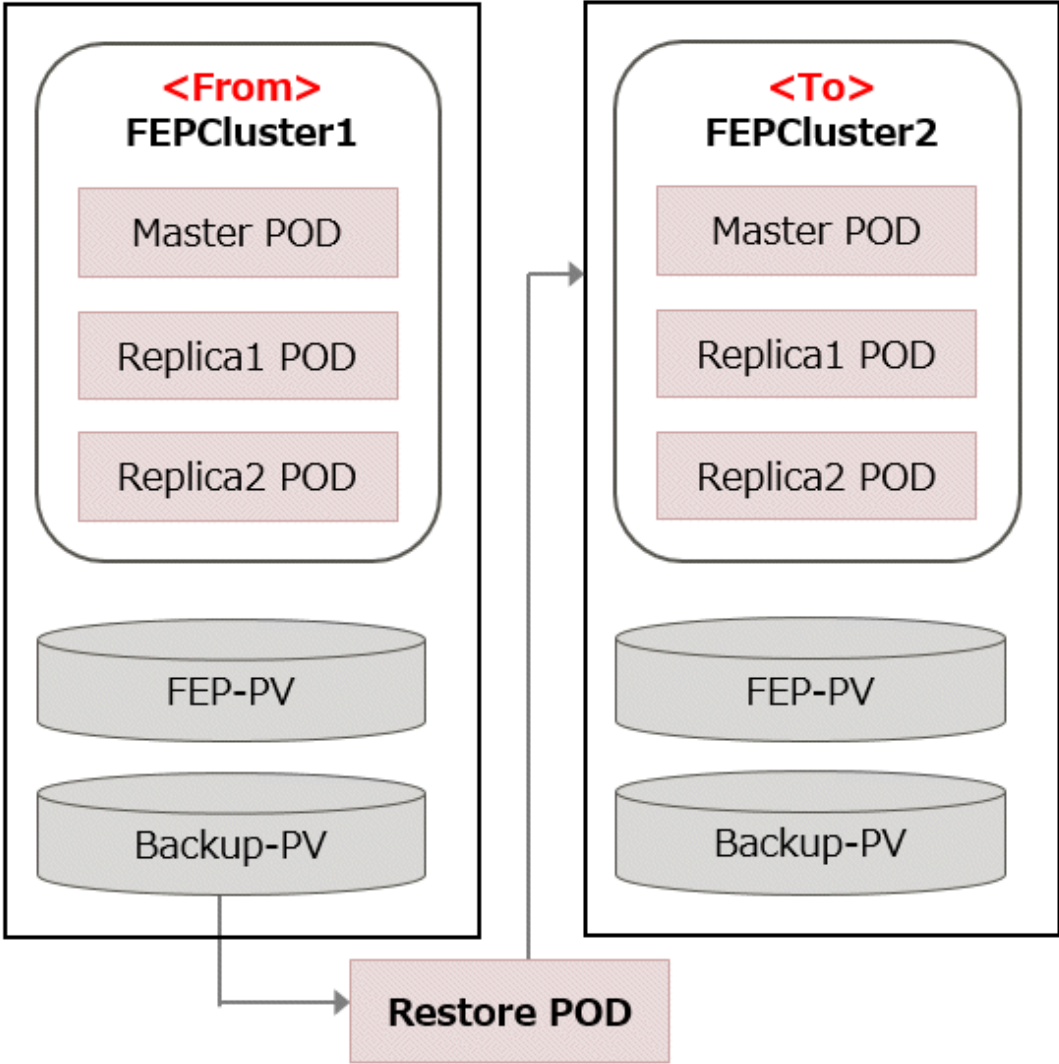 <From>
FEPCluster1
Master POD
Replica1 POD
Replica2 POD
FEP-PV
Backup-PV
<To>
FEPCluster2
Master POD
Replica1 POD
Replica2 POD
FEP-PV
Backup-PV
Restore POD